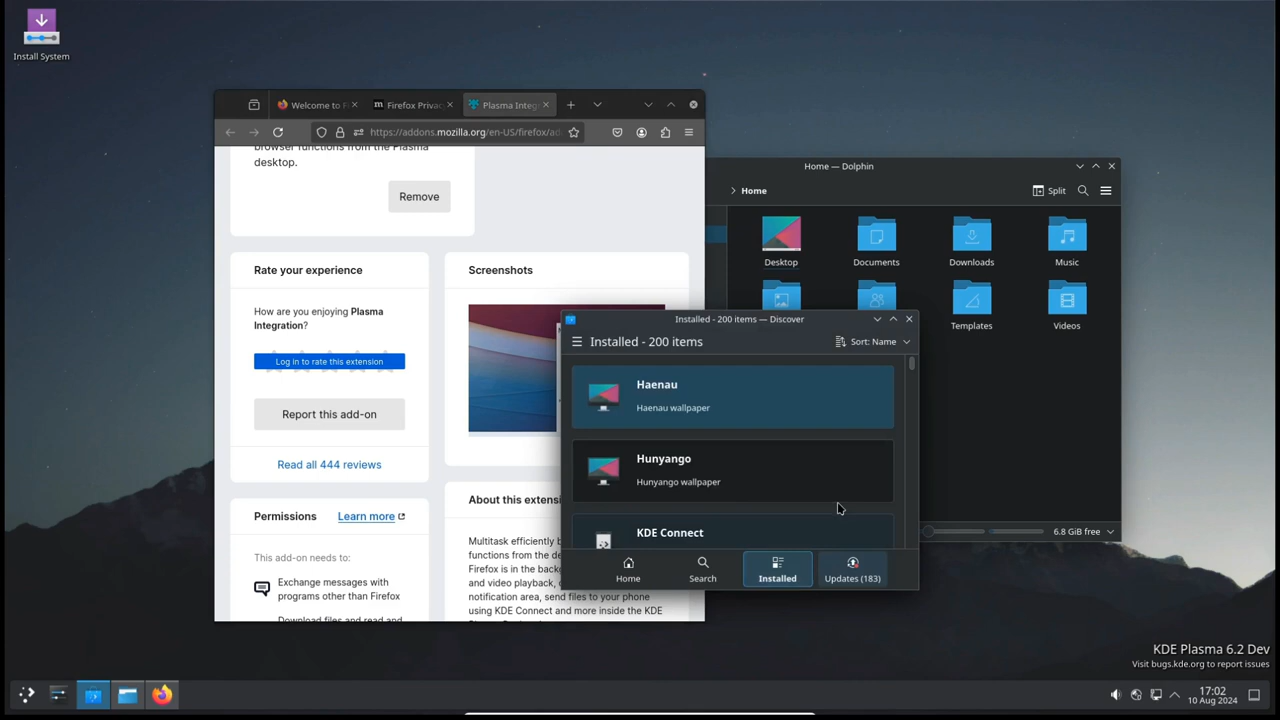 Install System
Welcome to F
Firefox Privac
Plasma Integ
https://addons.mozilla.org/en-US/firefox/ad
browser functions from the Plasma
desktop.
Remove
Rate your experience
How are you enjoying Plasma
Integration?
Log in to rate this extension
Report this add-on
Read all 444 reviews
Permissions
Learn more
This add-on needs to:
Exchange messages with
programs other than Firefox
Download files and read and
Screenshots
About this extensi
Multitask efficiently b
functions from the de
Firefox is in the back
and video playback, c
notification area, send files to your phone
using KDE Connect and more inside the KDE
Home — Dolphin
Home
Split
Desktop
Documents
Downloads
Music
Templates
Videos
6.8 GiB free
Installed - 200 items — Discover
Installed - 200 items
Sort: Name
Haenau
Haenau wallpaper
Hunyango
Hunyango wallpaper
KDE Connect
Home
Search
Installed
Updates (183)
KDE Plasma 6.2 Dev
Visit bugs.kde.org to report issues
17:02
10 Aug 2024